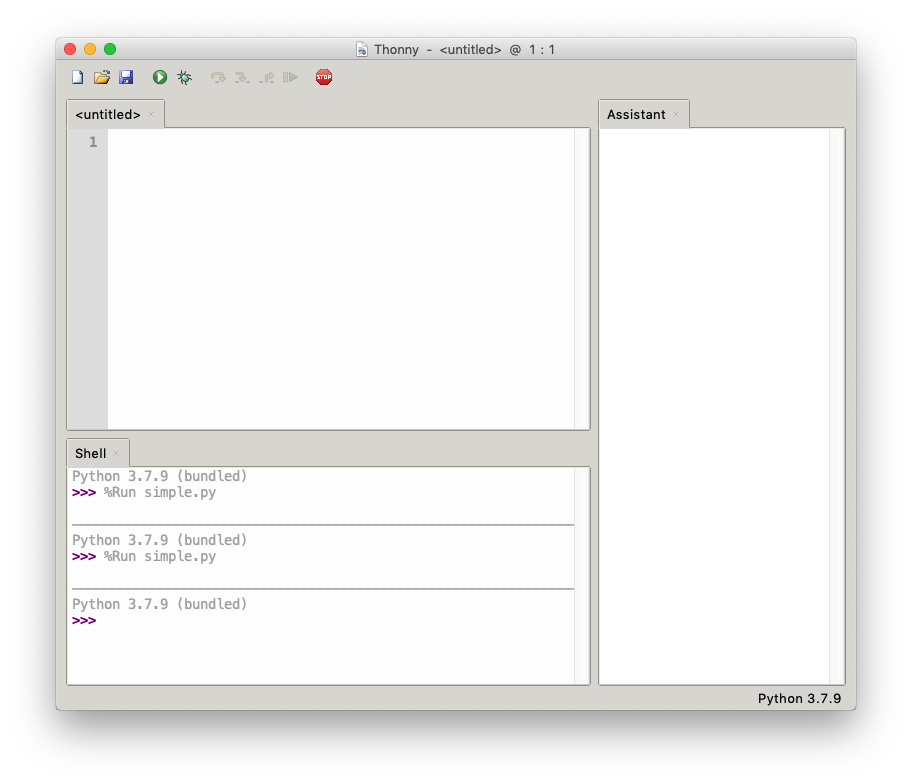 Thonny - <untitled> @ 1 : 1
STOP
<untitled>
1
Assistant
Shell
Python 3.7.9 (bundled)
>>> %Run simple.py
Python 3.7.9 (bundled)
>>> %Run simple.py
Python 3.7.9 (bundled)
>>>
Python 3.7.9